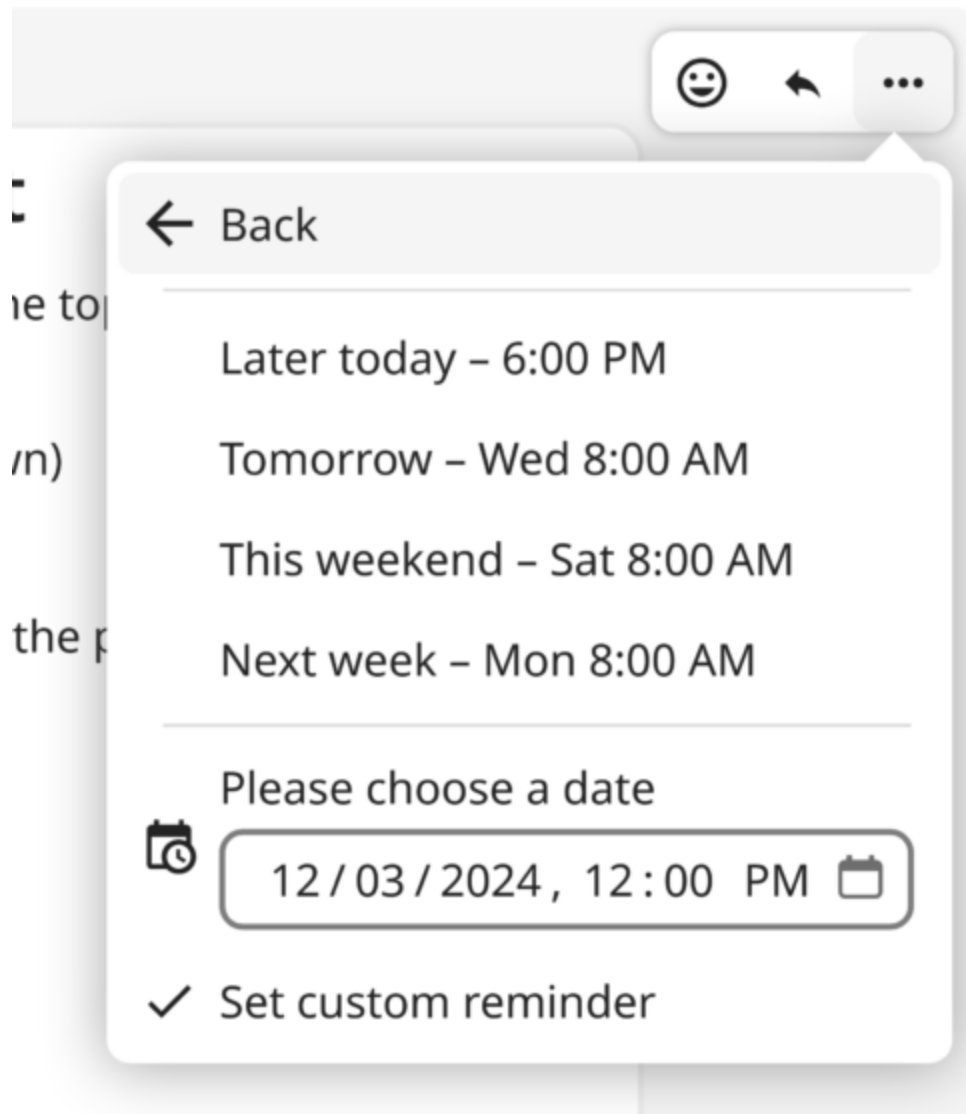 Back
Later today – 6:00 PM
Tomorrow – Wed 8:00 AM
This weekend – Sat 8:00 AM
Next week – Mon 8:00 AM
the
Please choose a date
12/03/2024, 12:00 PM
Set custom reminder